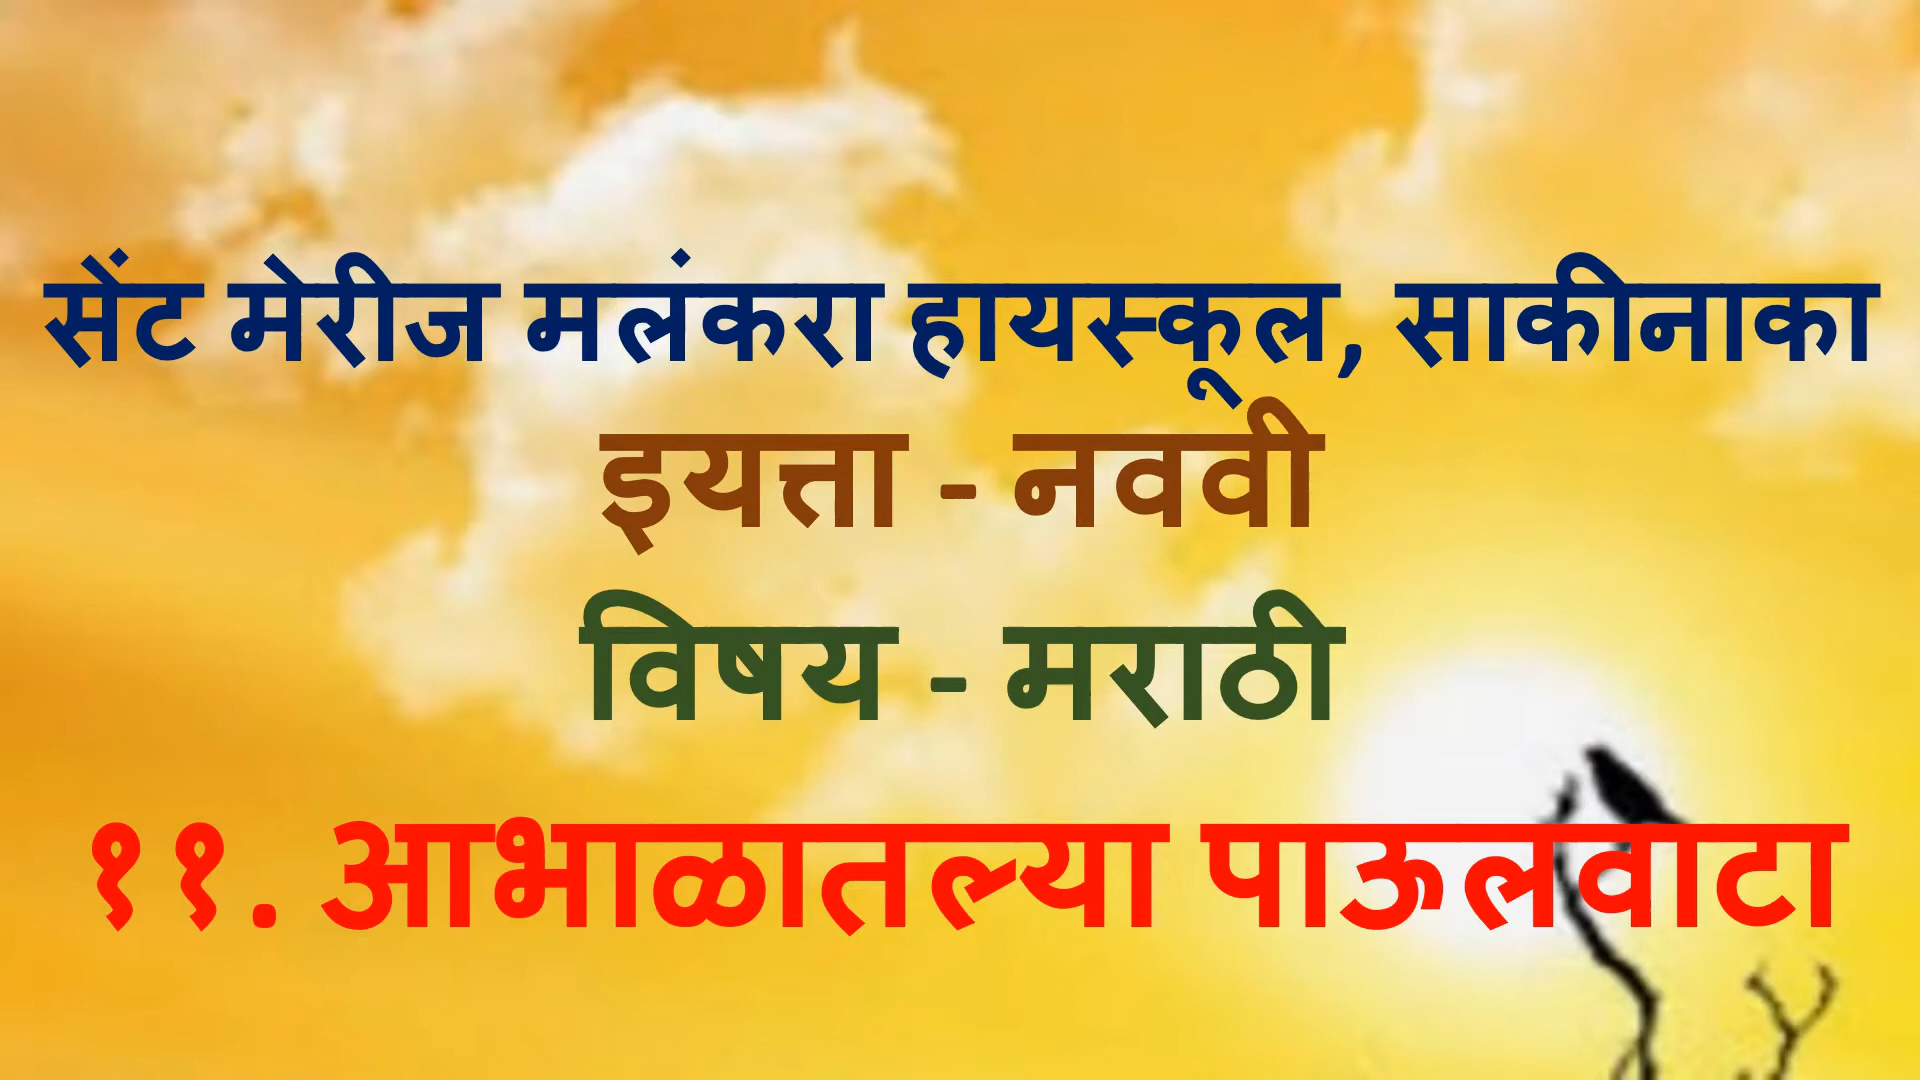 सेंट मेरीज मलंकरा हायस्कूल, साकीनाका
इयत्ता - नववी
विषय - मराठी
११. आभाळातल्या पाऊलवाटा